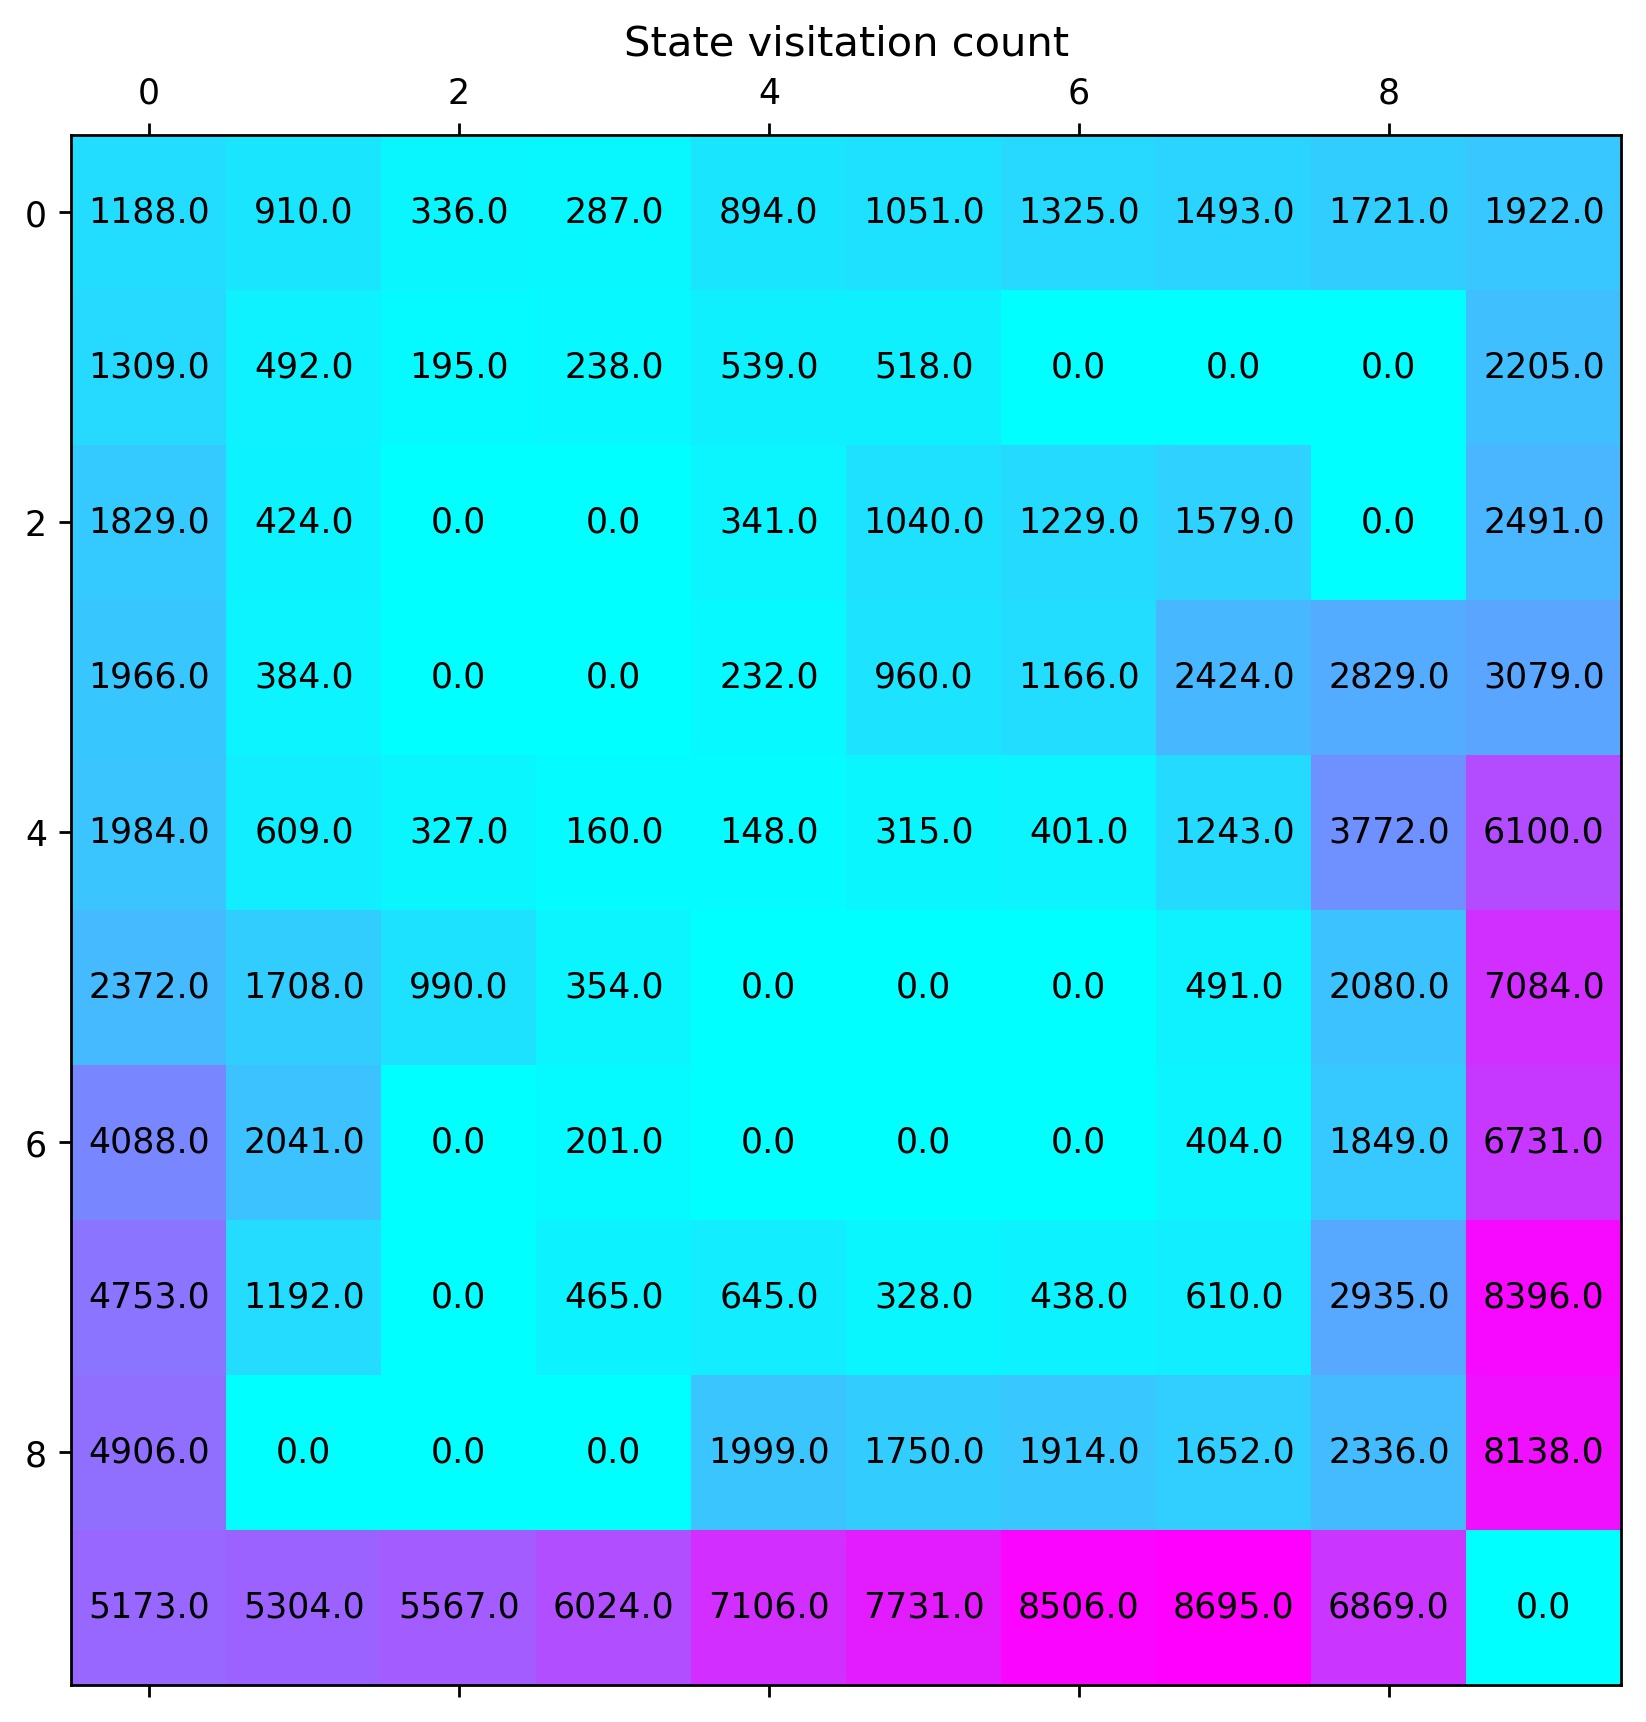 State visitation count
0 2 4 6 8
0 1188.0 910.0 336.0 287.0 894.0 1051.0 1325.0 1493.0 1721.0 1922.0
1309.0 492.0 195.0 238.0 539.0 518.0 0.0 0.0 0.0 2205.0
2 1829.0 424.0 0.0 0.0 341.0 1040.0 1229.0 1579.0 0.0 2491.0
1966.0 384.0 0.0 0.0 232.0 960.0 1166.0 2424.0 2829.0 3079.0
4 1984.0 609.0 327.0 160.0 148.0 315.0 401.0 1243.0 3772.0 6100.0
2372.0 1708.0 990.0 354.0 0.0 0.0 0.0 491.0 2080.0 7084.0
6 4088.0 2041.0 0.0 201.0 0.0 0.0 0.0 404.0 1849.0 6731.0
4753.0 1192.0 0.0 465.0 645.0 328.0 438.0 610.0 2935.0 8396.0
8 4906.0 0.0 0.0 0.0 1999.0 1750.0 1914.0 1652.0 2336.0 8138.0
5173.0 5304.0 5567.0 6024.0 7106.0 7731.0 8506.0 8695.0 6869.0 0.0